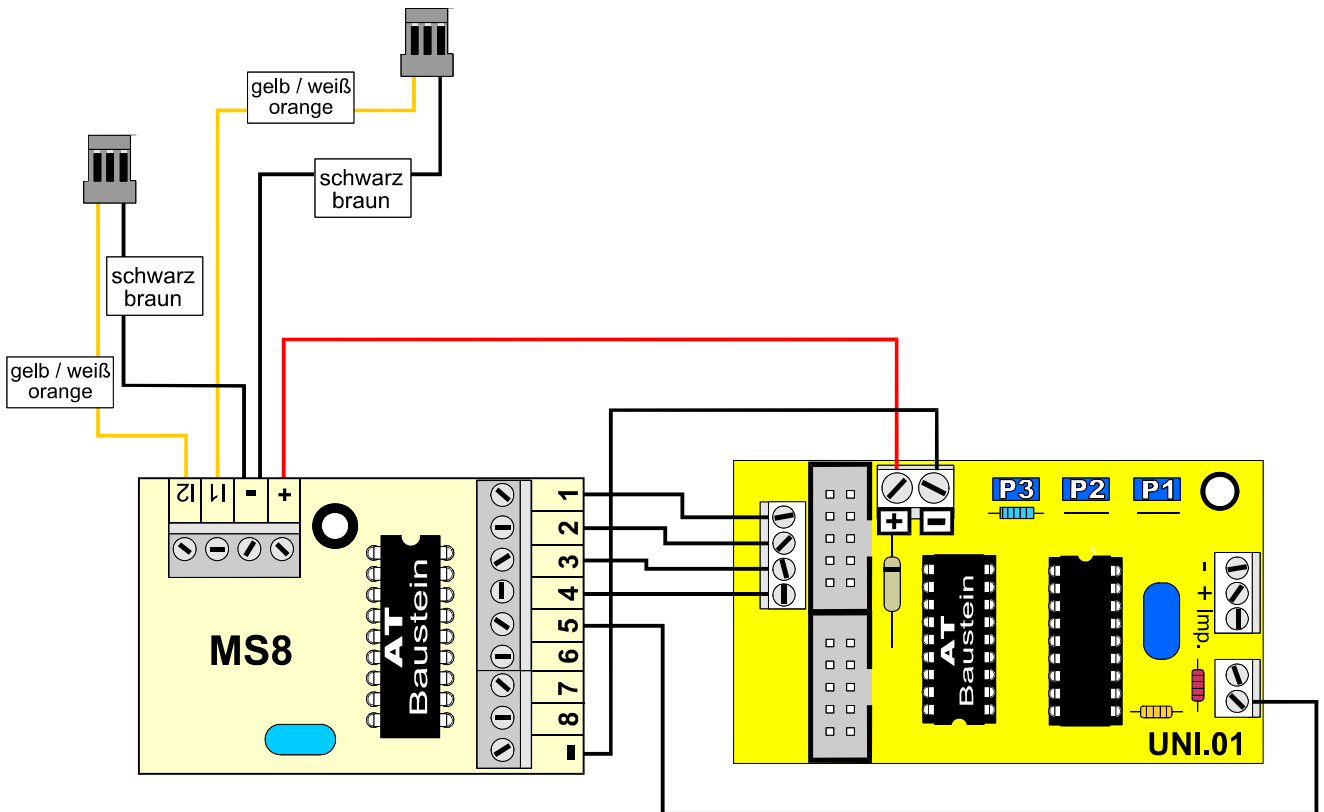 gelb / weiß
orange
schwarz
braun
schwarz
braun
gelb / weiß
orange
I2
I1
-
+
MS8
AT
Baustein
1
2
3
4
5
6
7
8
-
+
-
P3
P2
P1
AT
Baustein
- + Imp.
UNI.01